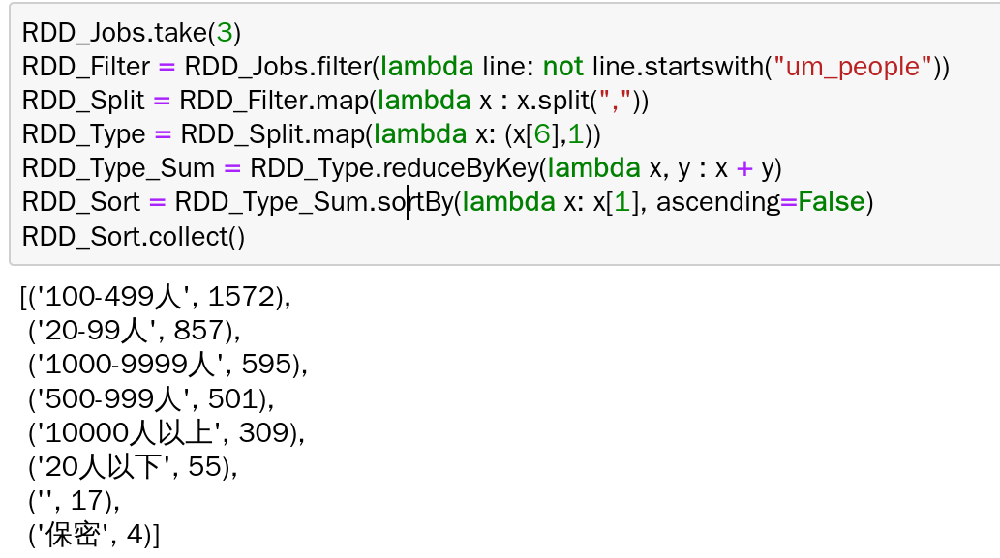 RDD_Jobs.take(3)
RDD_Filter = RDD_Jobs.filter(lambda line: not line.startswith("um_people"))
RDD_Split = RDD_Filter.map(lambda x : x.split(","))
RDD_Type = RDD_Split.map(lambda x: (x[6],1))
RDD_Type_Sum = RDD_Type.reduceByKey(lambda x, y : x + y)
RDD_Sort = RDD_Type_Sum.sortBy(lambda x: x[1], ascending=False)
RDD_Sort.collect()
[('100-499人', 1572),
('20-99人', 857),
('1000-9999人', 595),
('500-999人', 501),
('10000人以上', 309),
('20人以下', 55),
('', 17),
('保密', 4)]